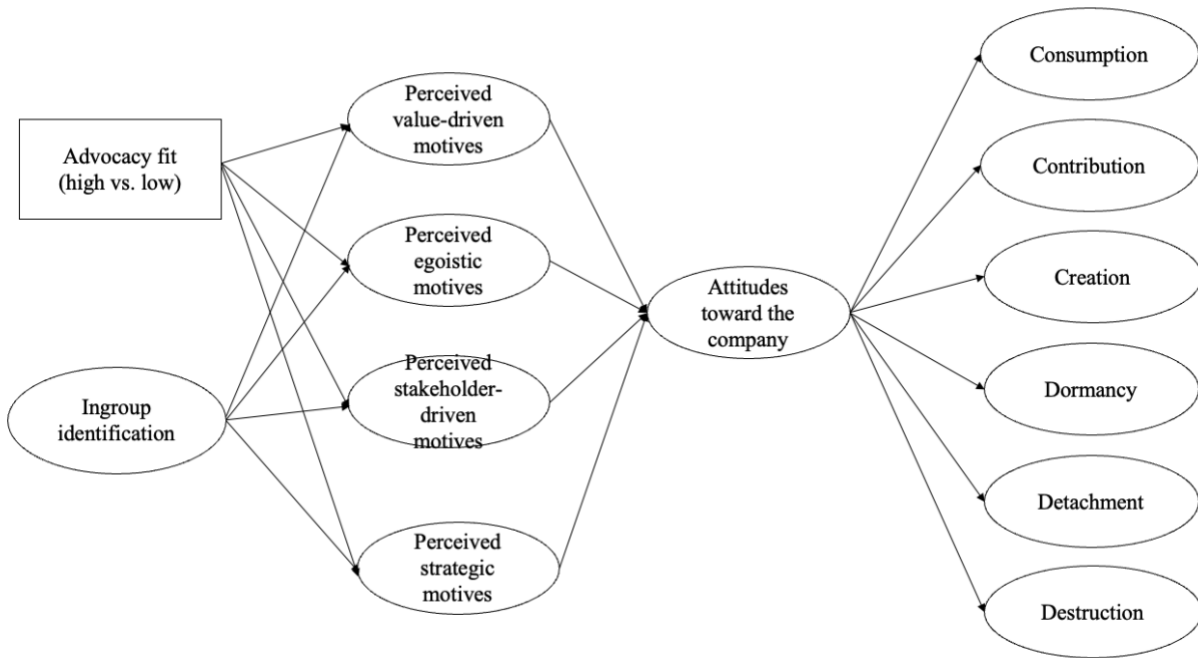 Advocacy fit
(high vs. low)
Ingroup
identification
Perceived
value-driven
motives
Perceived
egoistic
motives
Perceived
stakeholder-
driven
motives
Perceived
strategic
motives
Attitudes
toward the
company
Consumption
Contribution
Creation
Dormancy
Detachment
Destruction